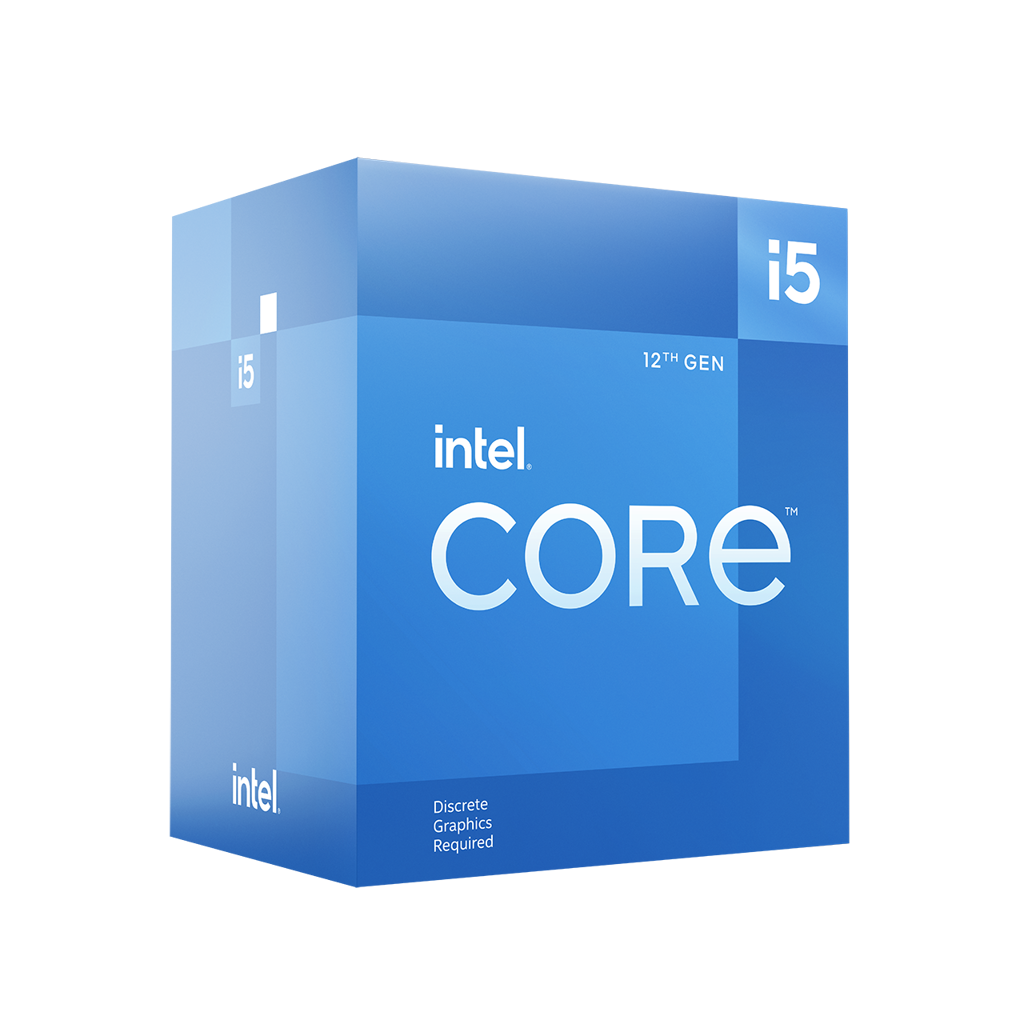 i5
12TH GEN
intel®
CORE™
Discrete
Graphics
Required
i5
intel®